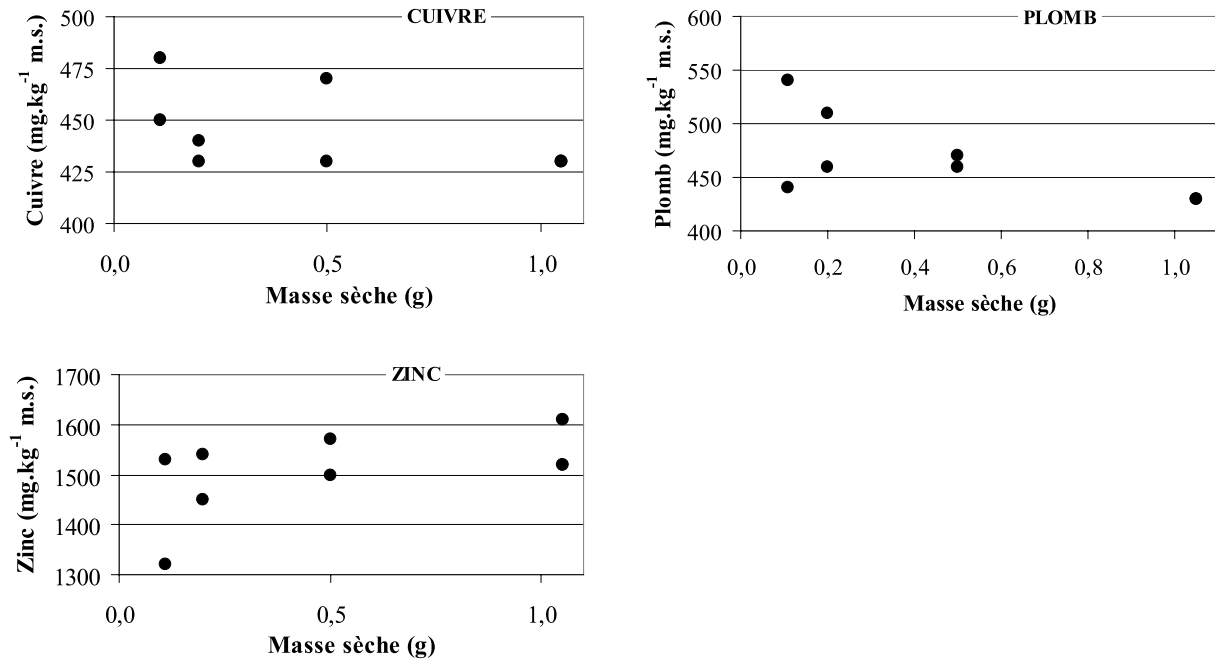 CUIVRE
Cuivre (mg.kg⁻¹ m.s.)
500
475
450
425
400
0,0 0,5 1,0
Masse sèche (g)
PLOMB
Plomb (mg.kg⁻¹ m.s.)
600
550
500
450
400
0,0 0,2 0,4 0,6 0,8 1,0
Masse sèche (g)
ZINC
Zinc (mg.kg⁻¹ m.s.)
1700
1600
1500
1400
1300
0,0 0,5 1,0
Masse sèche (g)